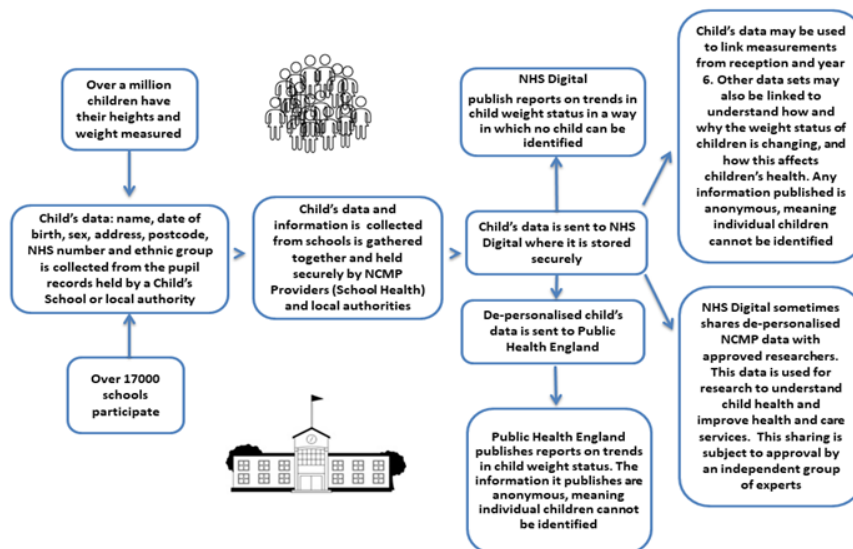 Over a million
children have
their heights and
weight measured
Child's data: name, date of
birth, sex, address, postcode,
NHS number and ethnic group
is collected from the pupil
records held by a Child's
School or local authority
Over 17000
schools
participate
Child's data and
information is collected
from schools is gathered
together and held
securely by NCMP
Providers (School Health)
and local authorities
NHS Digital
publish reports on trends in
child weight status in a way
in which no child can be
identified
Child's data is sent to NHS
Digital where it is stored
securely
De-personalised child's
data is sent to Public
Health England
Public Health England
publishes reports on trends
in child weight status. The
information it publishes are
anonymous, meaning
individual children cannot
be identified
Child's data may be used
to link measurements
from reception and year
6. Other data sets may
also be linked to
understand how and
why the weight status of
children is changing, and
how this affects
children's health. Any
information published is
anonymous, meaning
individual children
cannot be identified
NHS Digital sometimes
shares de-personalised
NCMP data with
approved researchers.
This data is used for
research to understand
child health and
improve health and care
services. This sharing is
subject to approval by
an independent group
of experts